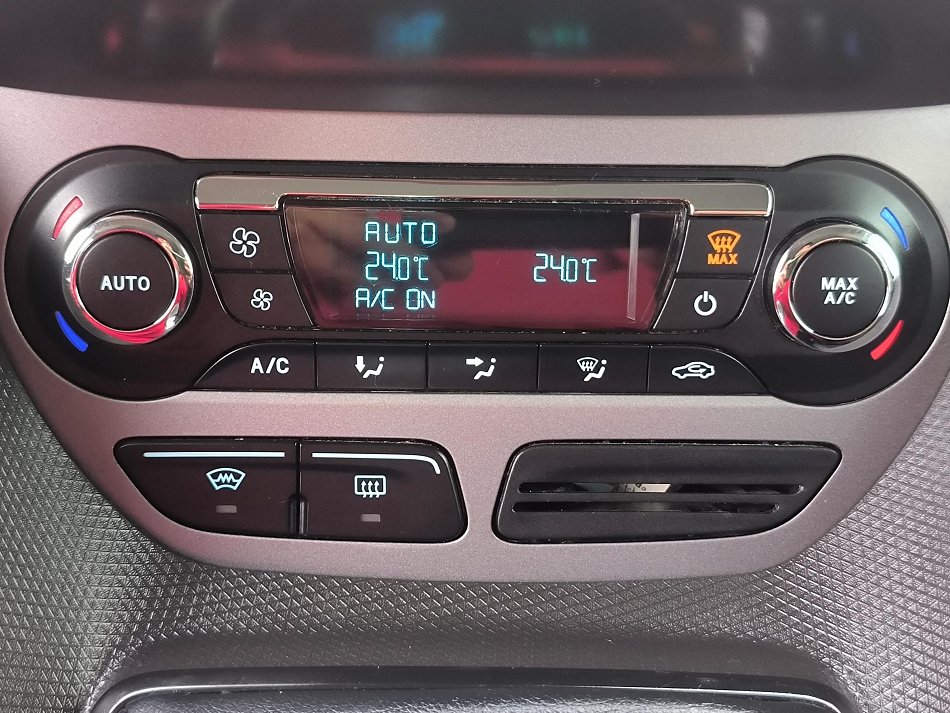 AUTO
AUTO
24.0°C 24.0°C
A/C ON
MAX
MAX
A/C
A/C